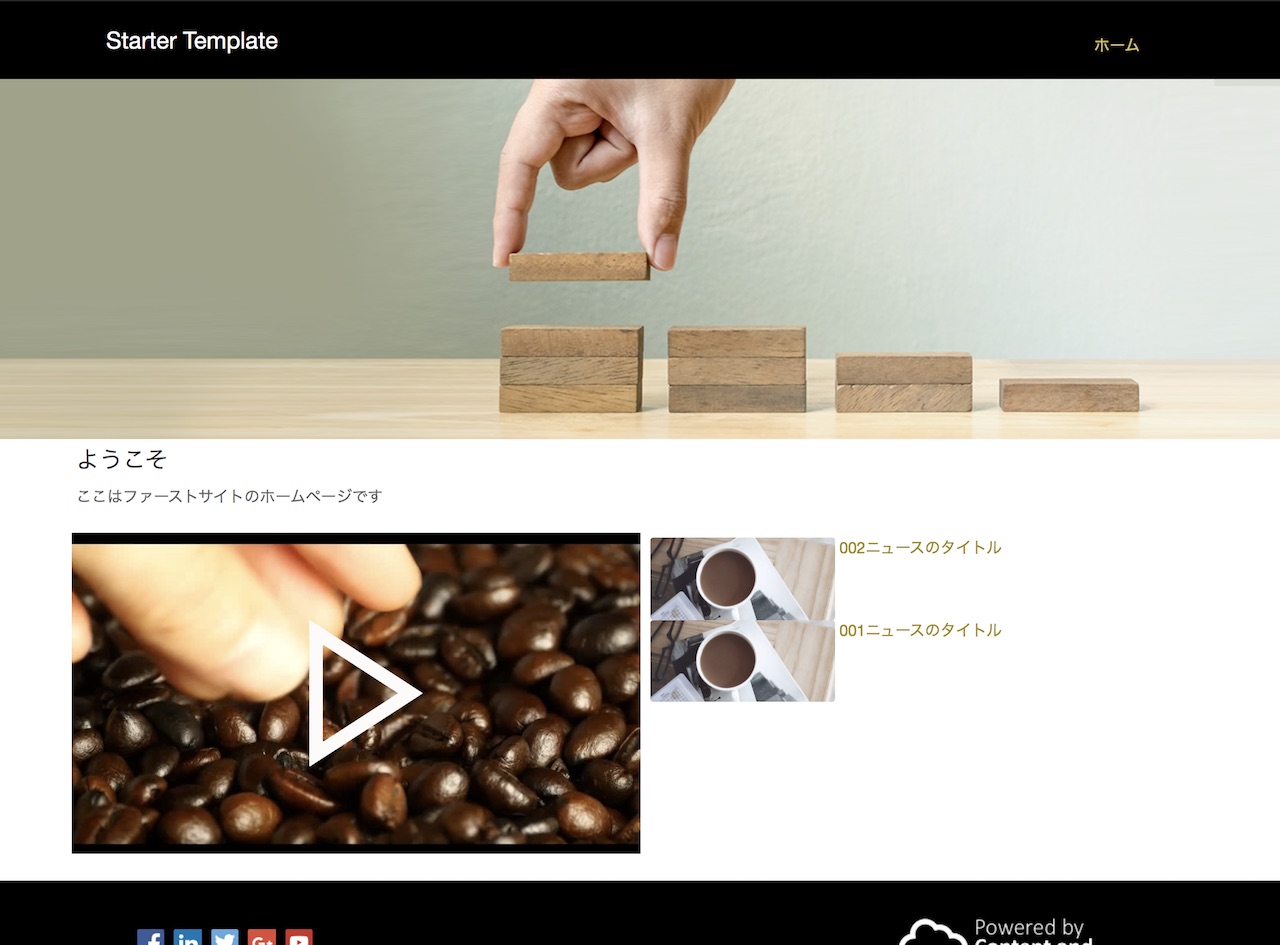 Starter Template
ホーム
ようこそ
ここはファーストサイトのホームページです
002ニュースのタイトル
001ニュースのタイトル
Powered by
Content and